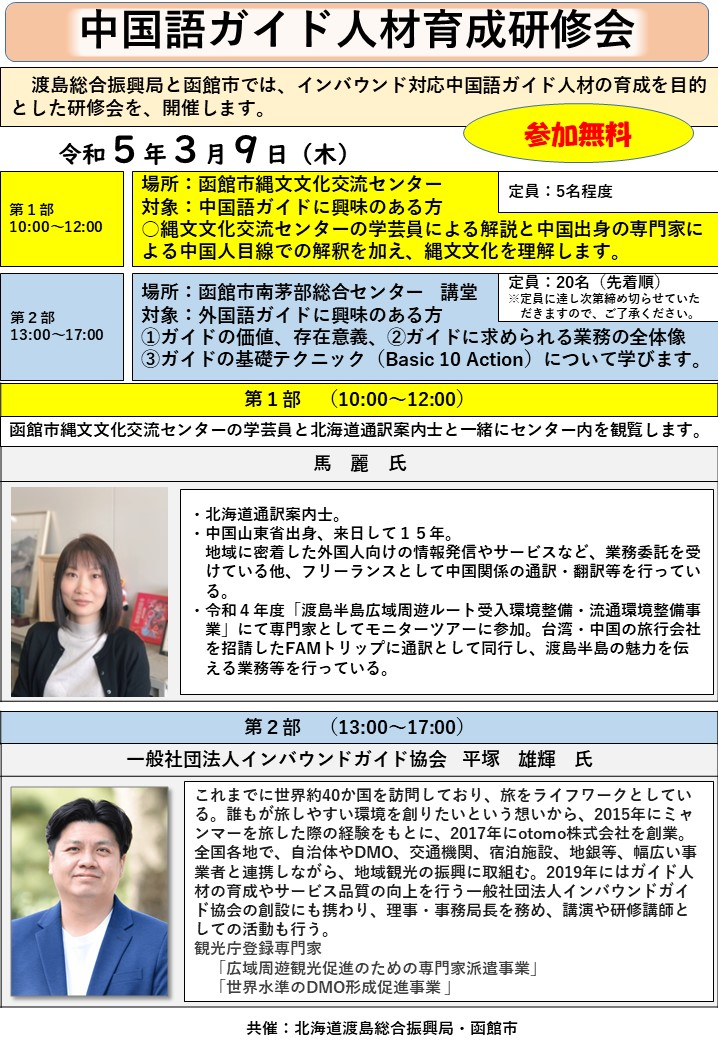 中国語ガイド人材育成研修会
渡島総合振興局と函館市では、インバウンド対応中国語ガイド人材の育成を目的
とした研修会を、開催します。
参加無料
令和５年３月９日（木）
第１部
10:00～12:00
場所：函館市縄文文化交流センター
対象：中国語ガイドに興味のある方
〇縄文文化交流センターの学芸員による解説と中国出身の専門家に
よる中国人目線での解釈を加え、縄文文化を理解します。
定員：5名程度
第２部
13:00～17:00
場所：函館市南茅部総合センター　講堂
対象：外国語ガイドに興味のある方
①ガイドの価値、存在意義、②ガイドに求められる業務の全体像
③ガイドの基礎テクニック（Basic 10 Action）について学びます。
定員：20名（先着順）
※定員に達し次第締め切らせていた
だきますので、ご了承ください。
第１部　（10:00～12:00）
函館市縄文文化交流センターの学芸員と北海道通訳案内士と一緒にセンター内を観覧します。
馬　麗　氏
・北海道通訳案内士。
・中国山東省出身、来日して１５年。
地域に密着した外国人向けの情報発信やサービスなど、業務委託を受
けている他、フリーランスとして中国関係の通訳・翻訳等を行ってい
る。
・令和４年度「渡島半島広域周遊ルート受入環境整備・流通環境整備事
業」にて専門家としてモニターツアーに参加。台湾・中国の旅行会社
を招請したFAMトリップに通訳として同行し、渡島半島の魅力を伝
える業務等を行っている。
第２部　（13:00～17:00）
一般社団法人インバウンドガイド協会　平塚　雄輝　氏
これまでに世界約40か国を訪問しており、旅をライフワークとしてい
る。誰もが旅しやすい環境を創りたいという想いから、2015年にミャ
ンマーを旅した際の経験をもとに、2017年にotomo株式会社を創業。
全国各地で、自治体やDMO、交通機関、宿泊施設、地銀等、幅広い事
業者と連携しながら、地域観光の振興に取組む。2019年にはガイド人
材の育成やサービス品質の向上を行う一般社団法人インバウンドガイ
ド協会の創設にも携わり、理事・事務局長を務め、講演や研修講師と
しての活動も行う。
観光庁登録専門家
「広域周遊観光促進のための専門家派遣事業」
「世界水準のDMO形成促進事業」
共催：北海道渡島総合振興局・函館市